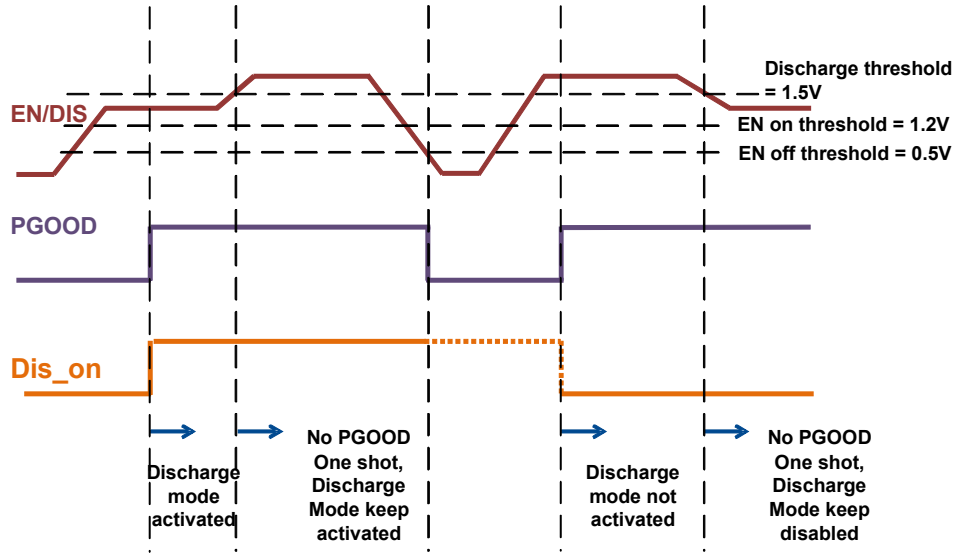 Discharge threshold
= 1.5V
EN/DIS
EN on threshold = 1.2V
EN off threshold = 0.5V
PGOOD
Dis_on
Discharge
mode
activated
No PGOOD
One shot,
Discharge
Mode keep
activated
Discharge
mode not
activated
No PGOOD
One shot,
Discharge
Mode keep
disabled